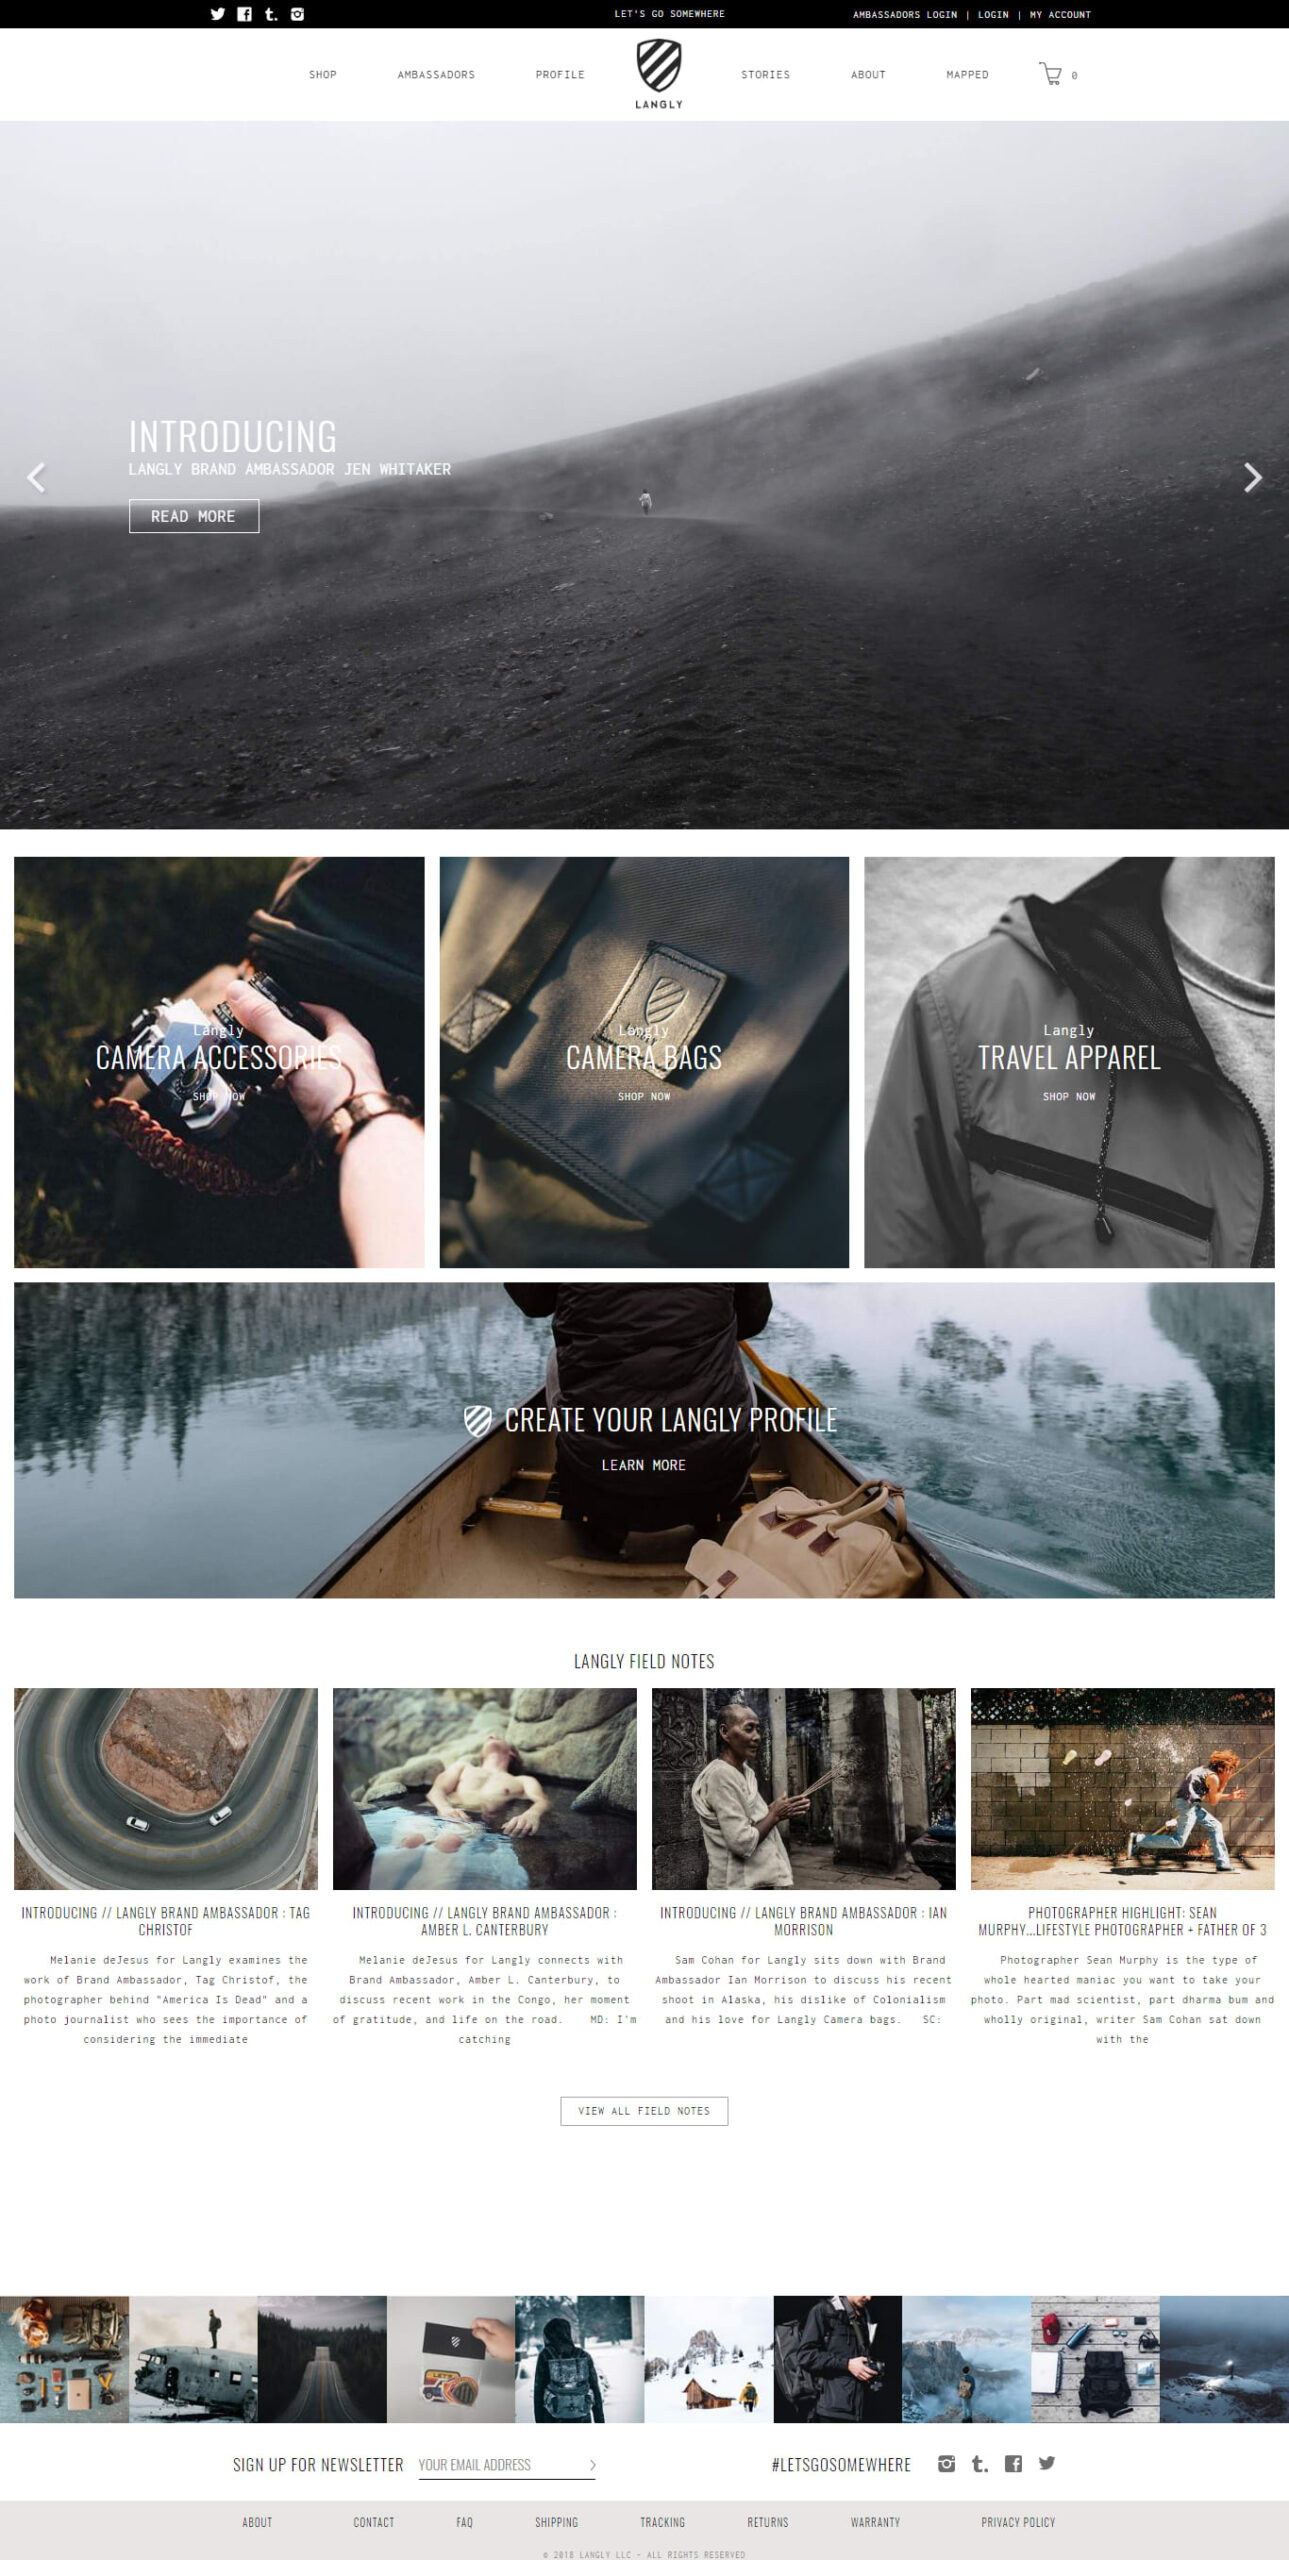 LET'S GO SOMEWHERE
AMBASSADORS LOGIN | LOGIN | MY ACCOUNT
SHOP
AMBASSADORS
PROFILE
LANGLY
STORIES
ABOUT
MAPPED
0
INTRODUCING
LANGLY BRAND AMBASSADOR JEN WHITAKER
READ MORE
Langly
CAMERA ACCESSORIES
SHOP NOW
Langly
CAMERA BAGS
SHOP NOW
Langly
TRAVEL APPAREL
SHOP NOW
CREATE YOUR LANGLY PROFILE
LEARN MORE
LANGLY FIELD NOTES
INTRODUCING // LANGLY BRAND AMBASSADOR : TAG
CHRISTOF
Melanie deJesus for Langly examines the
work of Brand Ambassador, Tag Christof, the
photographer behind "America Is Dead" and a
photo journalist who sees the importance of
considering the immediate
INTRODUCING // LANGLY BRAND AMBASSADOR :
AMBER L. CANTERBURY
Melanie deJesus for Langly connects with
Brand Ambassador, Amber L. Canterbury, to
discuss recent work in the Congo, her moment
of gratitude, and life on the road. MD: I'm
catching
INTRODUCING // LANGLY BRAND AMBASSADOR : IAN
MORRISON
Sam Cohan for Langly sits down with Brand
Ambassador Ian Morrison to discuss his recent
shoot in Alaska, his dislike of Colonialism
and his love for Langly Camera bags. SC:
PHOTOGRAPHER HIGHLIGHT: SEAN
MURPHY...LIFESTYLE PHOTOGRAPHER + FATHER OF 3
Photographer Sean Murphy is the type of
whole hearted maniac you want to take your
photo. Part mad scientist, part dharma bum and
wholly original, writer Sam Cohan sat down
with the
VIEW ALL FIELD NOTES
SIGN UP FOR NEWSLETTER
YOUR EMAIL ADDRESS
#LETSGOSOMEWHERE
ABOUT
CONTACT
FAQ
SHIPPING
TRACKING
RETURNS
WARRANTY
PRIVACY POLICY
© 2018 LANGLY LLC - ALL RIGHTS RESERVED